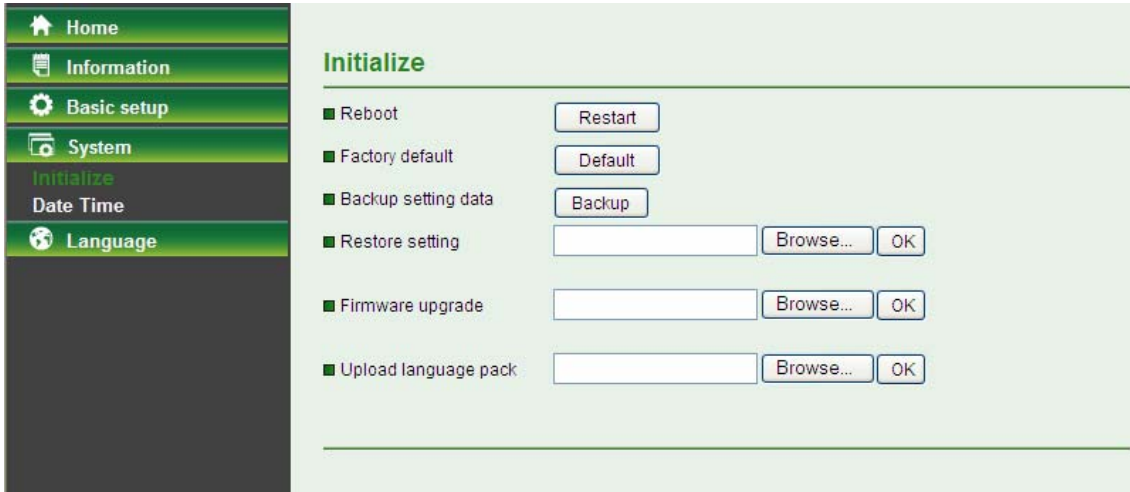 Home
Information
Basic setup
System
Initialize
Date Time
Language
Initialize
Reboot Restart
Factory default Default
Backup setting data Backup
Restore setting Browse... OK
Firmware upgrade Browse... OK
Upload language pack Browse... OK